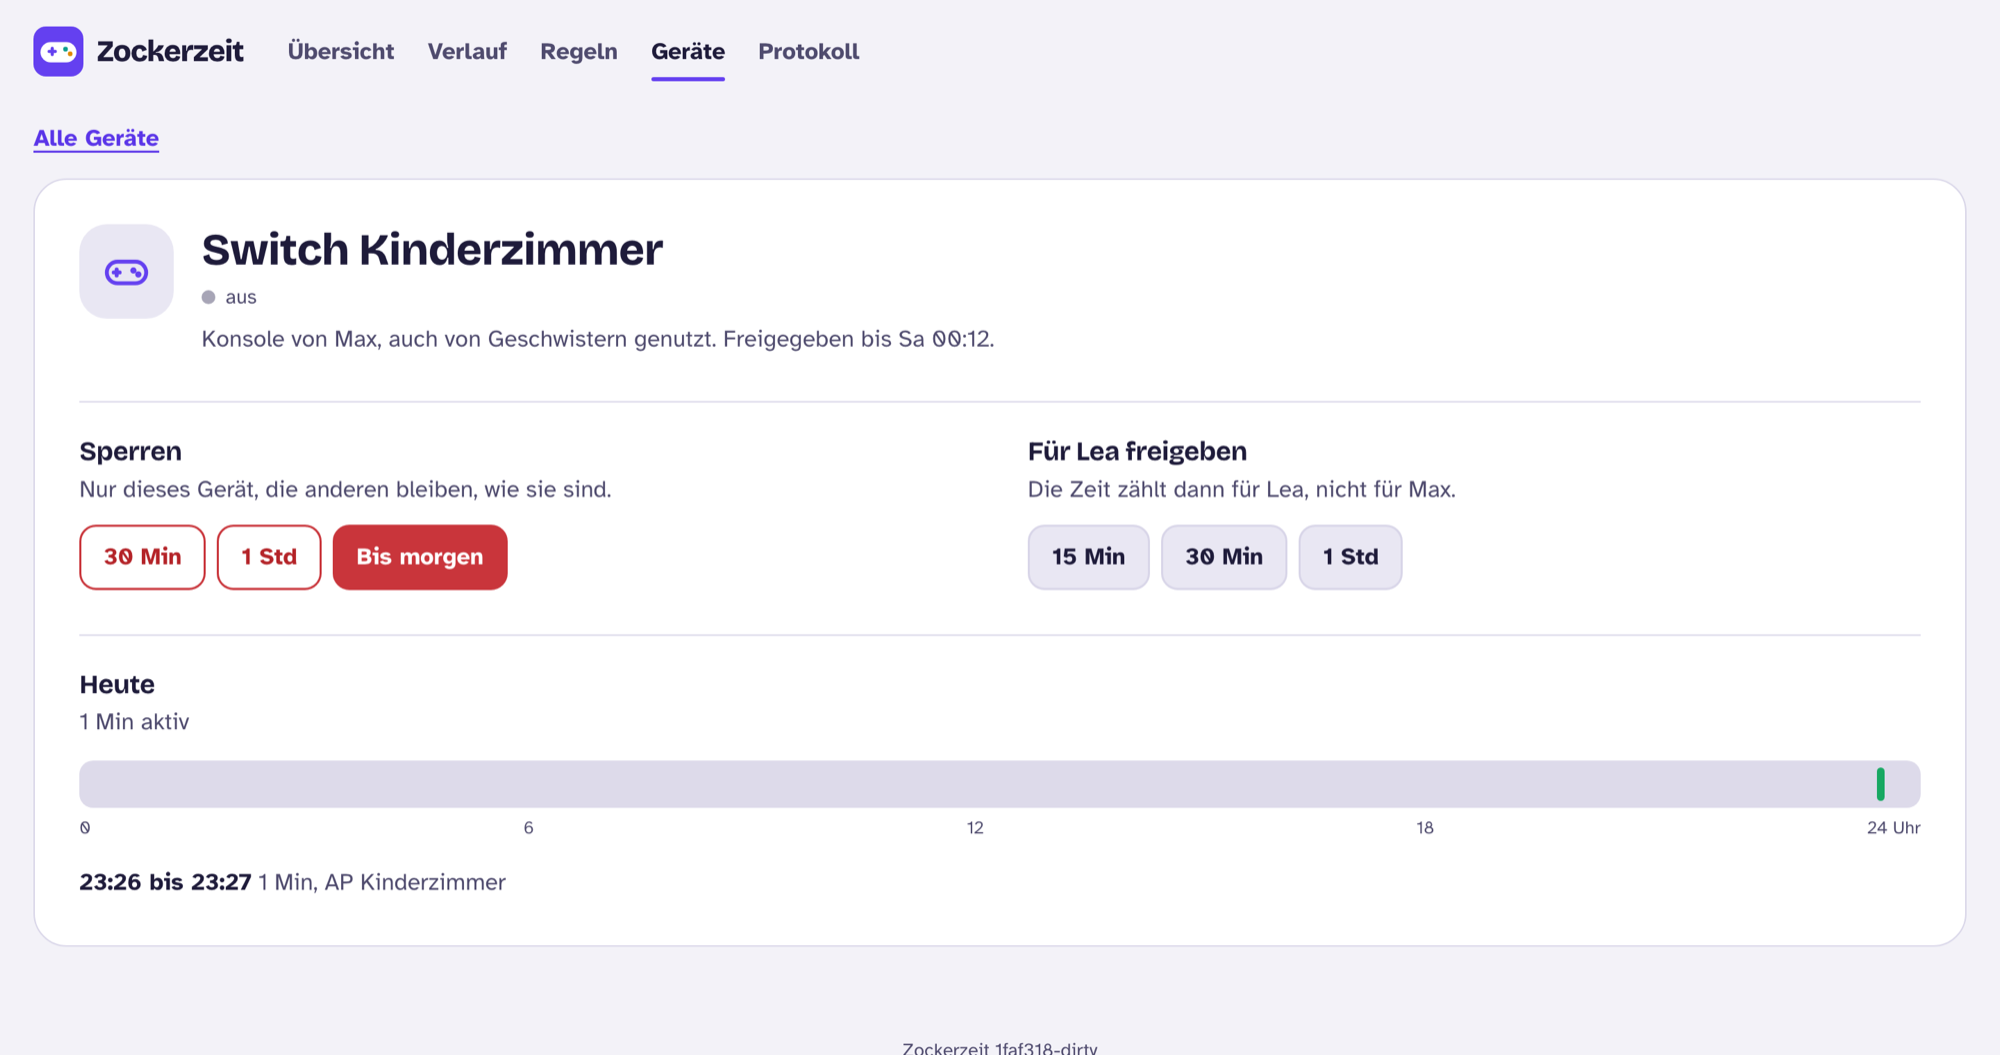 Zockerzeit Übersicht Verlauf Regeln Geräte Protokoll
Alle Geräte
Switch Kinderzimmer
aus
Konsole von Max, auch von Geschwistern genutzt. Freigegeben bis Sa 00:12.
Sperren
Nur dieses Gerät, die anderen bleiben, wie sie sind.
30 Min 1 Std Bis morgen
Für Lea freigeben
Die Zeit zählt dann für Lea, nicht für Max.
15 Min 30 Min 1 Std
Heute
1 Min aktiv
0 6 12 18 24 Uhr
23:26 bis 23:27 1 Min, AP Kinderzimmer
Zockerzeit 1faf318-dirty